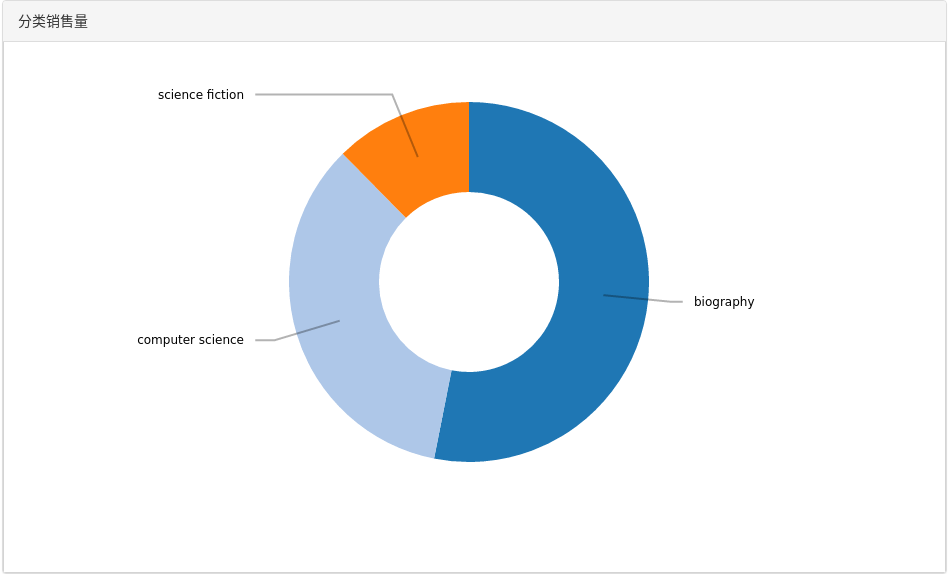 分类销售量
science fiction
biography
computer science